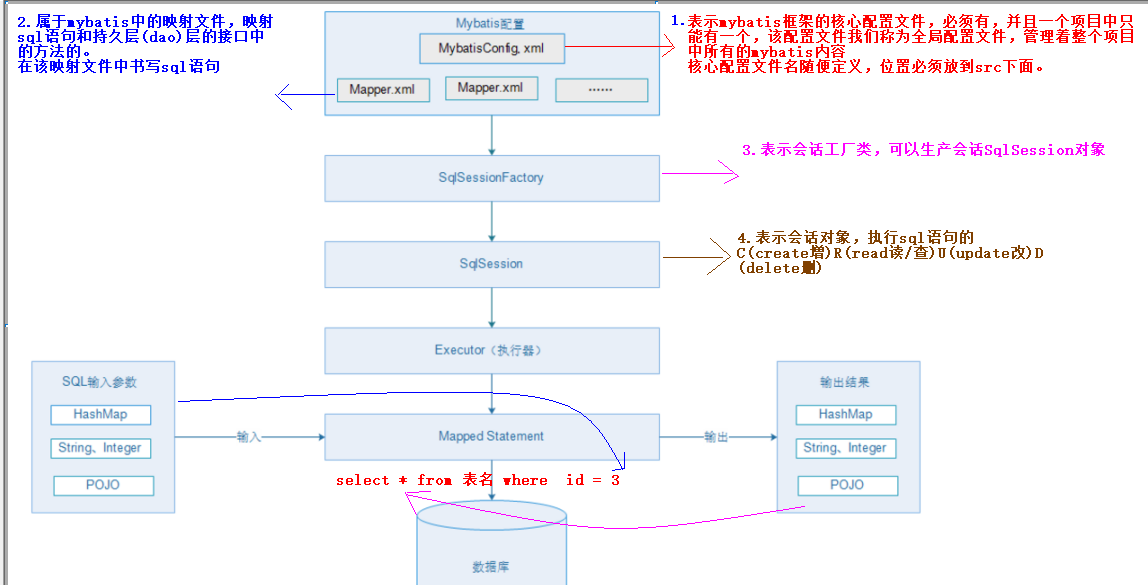 2.属于mybatis中的映射文件，映射
sql语句和持久层(dao)层的接口中
的方法的。
在该映射文件中书写sql语句
Mybatis配置
MybatisConfig, xml
Mapper.xml
Mapper.xml
······
1.表示mybatis框架的核心配置文件，必须有，并且一个项目中只
能有一个，该配置文件我们称为全局配置文件，管理着整个项目
中所有的mybatis内容
核心配置文件名随便定义，位置必须放到src下面。
SqlSessionFactory
3.表示会话工厂类，可以生产会话SqlSession对象
SqlSession
4.表示会话对象，执行sql语句的
C(create增)R(read读/查)U(update改)D
(delete删)
Executor（执行器）
SQL输入参数
HashMap
String、Integer
POJO
输入
Mapped Statement
输出
输出结果
HashMap
String、Integer
POJO
select * from 表名 where id = 3
数据库